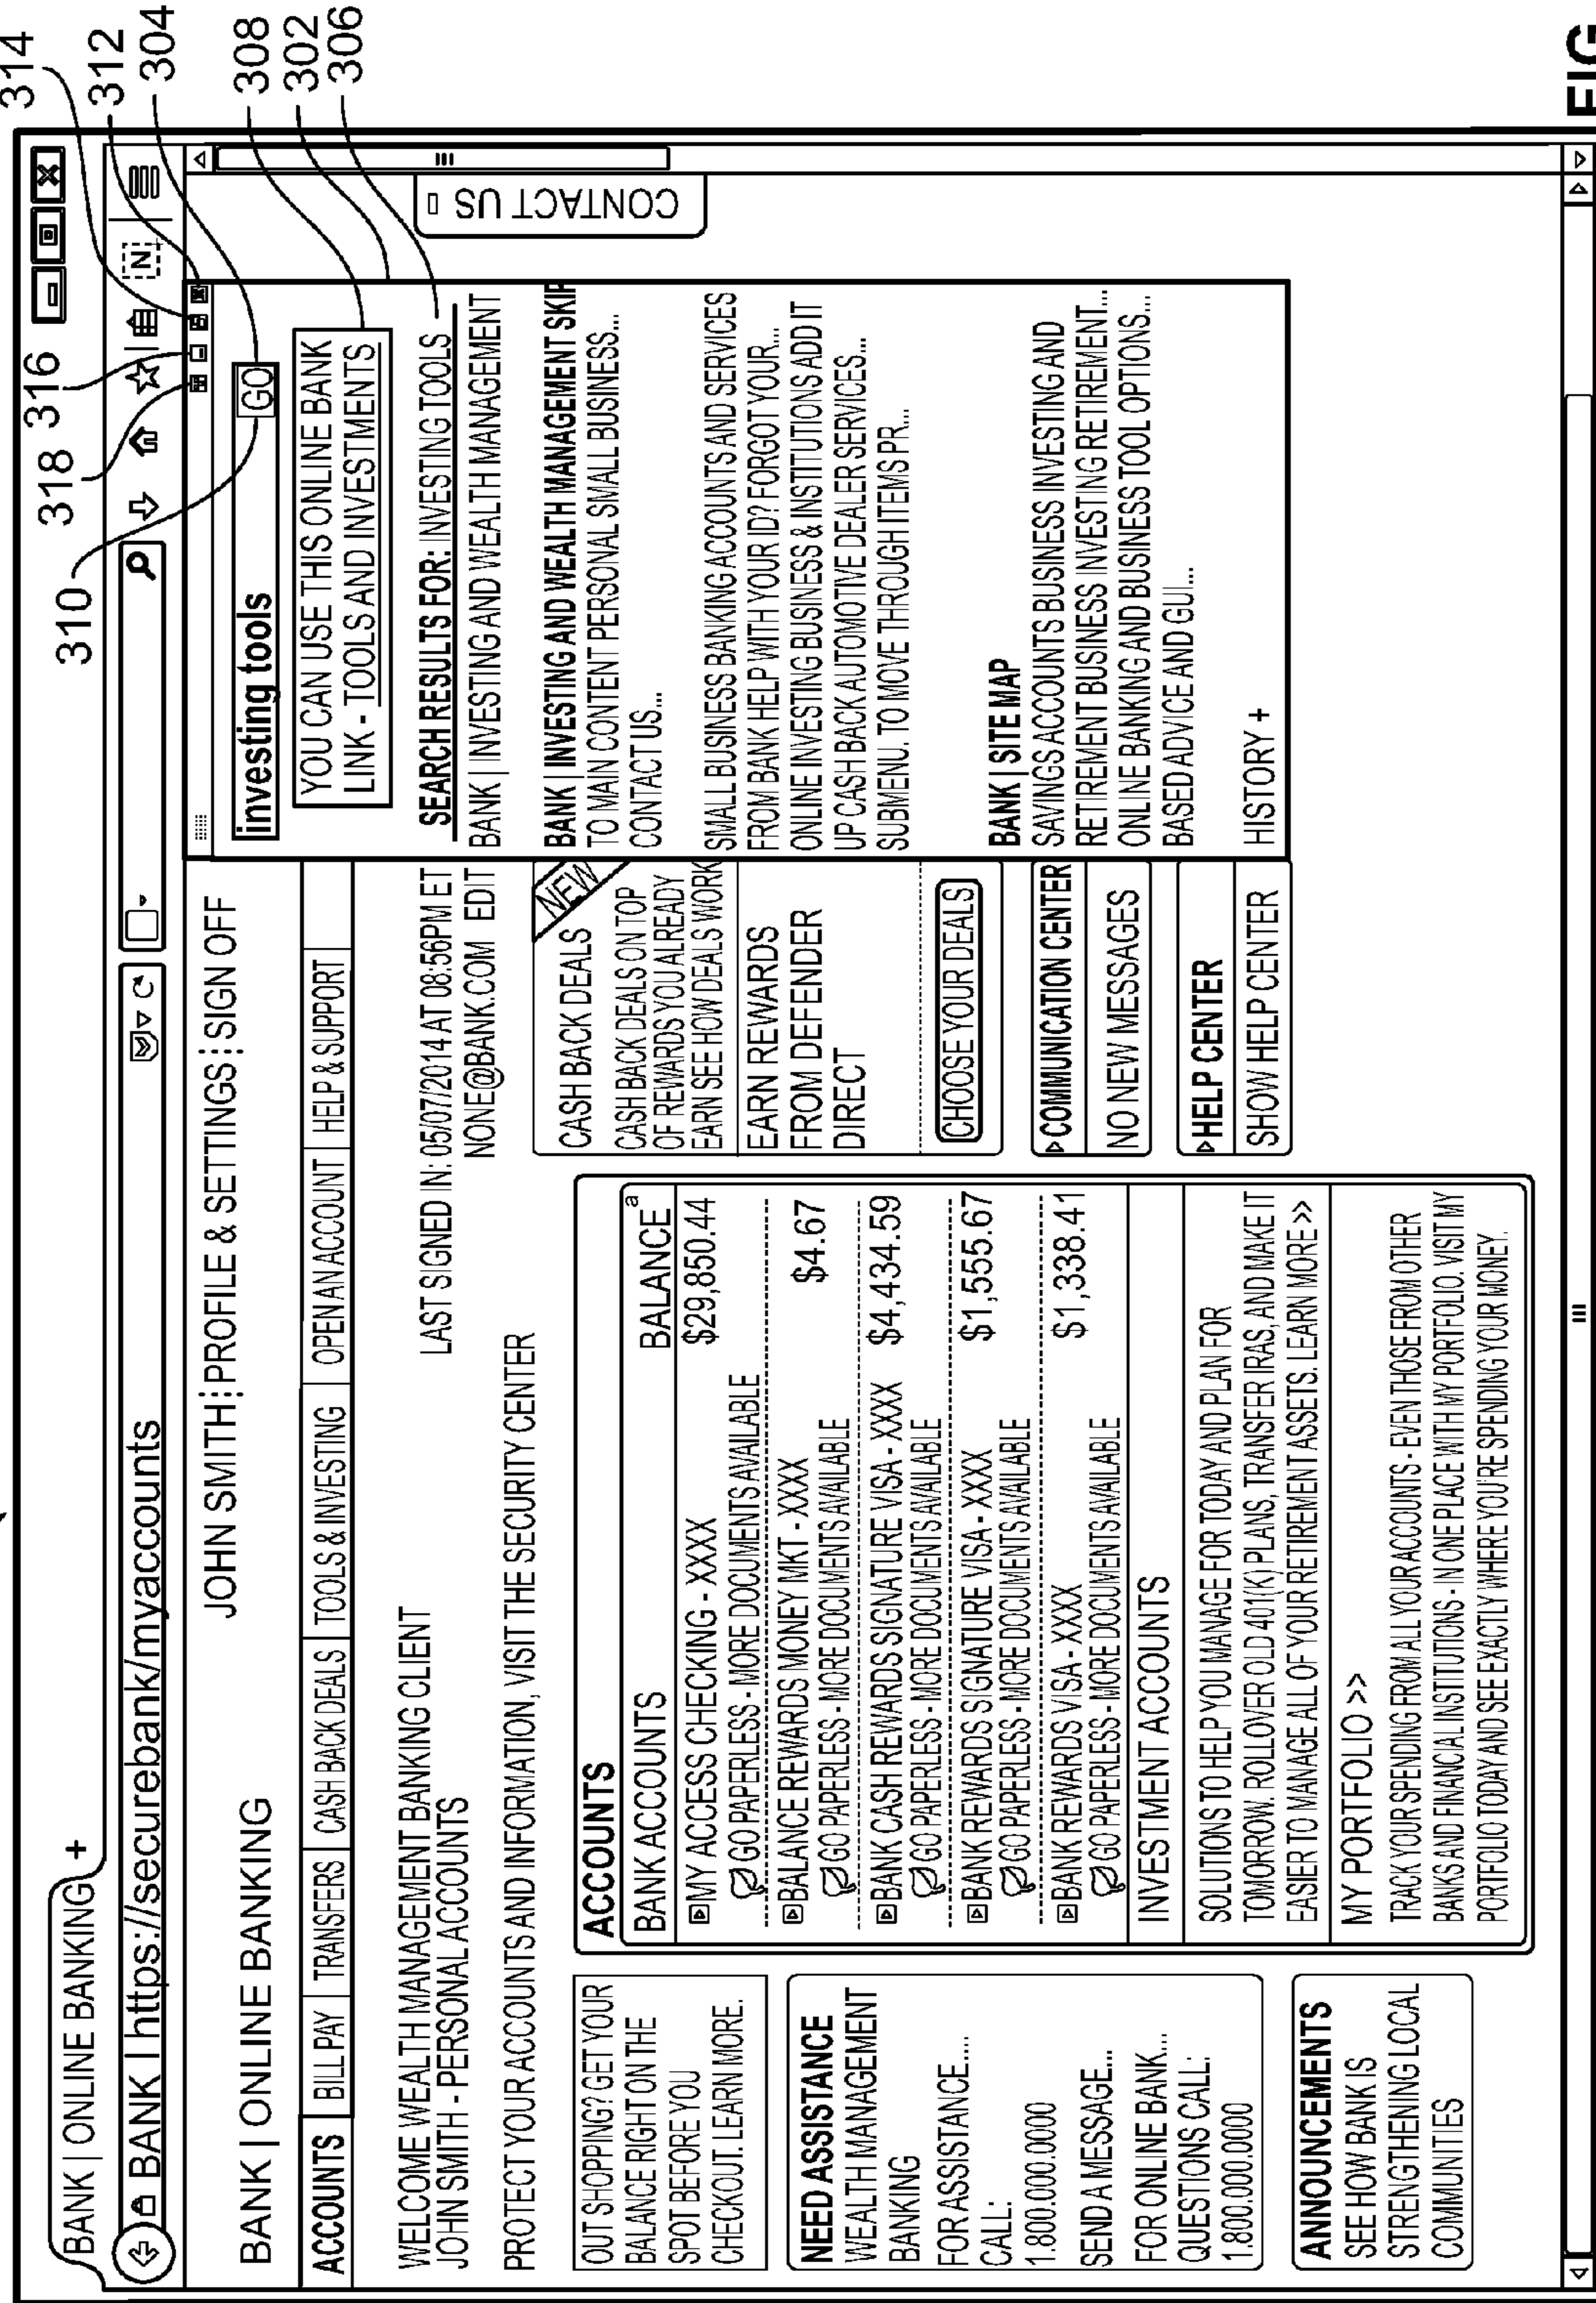 BANK | ONLINE BANKING +
BANK | https://securebank/myaccounts
BANK | ONLINE BANKING
JOHN SMITH PROFILE & SETTINGS SIGN OFF
ACCOUNTS BILL PAY TRANSFERS CASH BACK DEALS TOOLS & INVESTING OPEN AN ACCOUNT HELP & SUPPORT
WELCOME WEALTH MANAGEMENT BANKING CLIENT
JOHN SMITH - PERSONAL ACCOUNTS
LAST SIGNED IN: 05/07/2014 AT 08:56PM ET
NONE@BANK.COM EDIT
PROTECT YOUR ACCOUNTS AND INFORMATION, VISIT THE SECURITY CENTER
OUT SHOPPING? GET YOUR
BALANCE RIGHT ON THE
SPOT BEFORE YOU
CHECKOUT. LEARN MORE.
NEED ASSISTANCE
WEALTH MANAGEMENT
BANKING
FOR ASSISTANCE....
CALL:
1.800.000.0000
SEND A MESSAGE...
FOR ONLINE BANK...
QUESTIONS CALL:
1.800.000.0000
ANNOUNCEMENTS
SEE HOW BANK IS
STRENGTHENING LOCAL
COMMUNITIES
ACCOUNTS
BANK ACCOUNTS BALANCE a
MY ACCESS CHECKING - XXXX $29,850.44
GO PAPERLESS - MORE DOCUMENTS AVAILABLE
BALANCE REWARDS MONEY MKT - XXXX $4.67
GO PAPERLESS - MORE DOCUMENTS AVAILABLE
BANK CASH REWARDS SIGNATURE VISA - XXXX $4,434.59
GO PAPERLESS - MORE DOCUMENTS AVAILABLE
BANK REWARDS SIGNATURE VISA - XXXX $1,555.67
GO PAPERLESS - MORE DOCUMENTS AVAILABLE
BANK REWARDS VISA - XXXX $1,338.41
GO PAPERLESS - MORE DOCUMENTS AVAILABLE
INVESTMENT ACCOUNTS
SOLUTIONS TO HELP YOU MANAGE FOR TODAY AND PLAN FOR
TOMORROW. ROLLOVER OLD 401(K) PLANS, TRANSFER IRAS, AND MAKE IT
EASIER TO MANAGE ALL OF YOUR RETIREMENT ASSETS. LEARN MORE >>
MY PORTFOLIO >>
TRACK YOUR SPENDING FROM ALL YOUR ACCOUNTS - EVEN THOSE FROM OTHER
BANKS AND FINANCIAL INSTITUTIONS - IN ONE PLACE WITH MY PORTFOLIO. VISIT MY
PORTFOLIO TODAY AND SEE EXACTLY WHERE YOU'RE SPENDING YOUR MONEY.
NEW
CASH BACK DEALS
CASH BACK DEALS ON TOP
OF REWARDS YOU ALREADY
EARN SEE HOW DEALS WORK
EARN REWARDS
FROM DEFENDER
DIRECT
CHOOSE YOUR DEALS
COMMUNICATION CENTER
NO NEW MESSAGES
HELP CENTER
SHOW HELP CENTER
investing tools GO
YOU CAN USE THIS ONLINE BANK
LINK - TOOLS AND INVESTMENTS
SEARCH RESULTS FOR: INVESTING TOOLS
BANK | INVESTING AND WEALTH MANAGEMENT
BANK | INVESTING AND WEALTH MANAGEMENT SKIP
TO MAIN CONTENT PERSONAL SMALL BUSINESS...
CONTACT US...
SMALL BUSINESS BANKING ACCOUNTS AND SERVICES
FROM BANK HELP WITH YOUR ID? FORGOT YOUR...
ONLINE INVESTING BUSINESS & INSTITUTIONS ADD IT
UP CASH BACK AUTOMOTIVE DEALER SERVICES...
SUBMENU. TO MOVE THROUGH ITEMS PR...
BANK | SITE MAP
SAVINGS ACCOUNTS BUSINESS INVESTING AND
RETIREMENT BUSINESS INVESTING RETIREMENT...
ONLINE BANKING AND BUSINESS TOOL OPTIONS...
BASED ADVICE AND GUI...
HISTORY +
CONTACT US
N
310
318
316
314
312
304
308
302
306
FIG